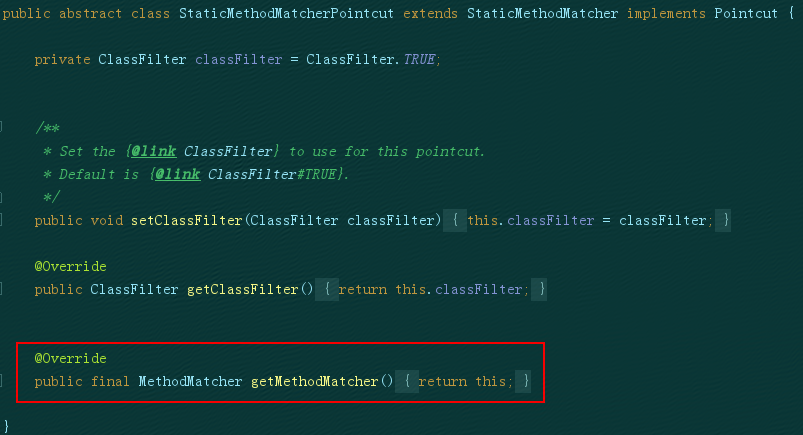 public abstract class StaticMethodMatcherPointcut extends StaticMethodMatcher implements Pointcut {
private ClassFilter classFilter = ClassFilter.TRUE;
/**
* Set the {@link ClassFilter} to use for this pointcut.
* Default is {@link ClassFilter#TRUE}.
*/
public void setClassFilter(ClassFilter classFilter) { this.classFilter = classFilter; }
@Override
public ClassFilter getClassFilter() { return this.classFilter; }
@Override
public final MethodMatcher getMethodMatcher() { return this; }
}